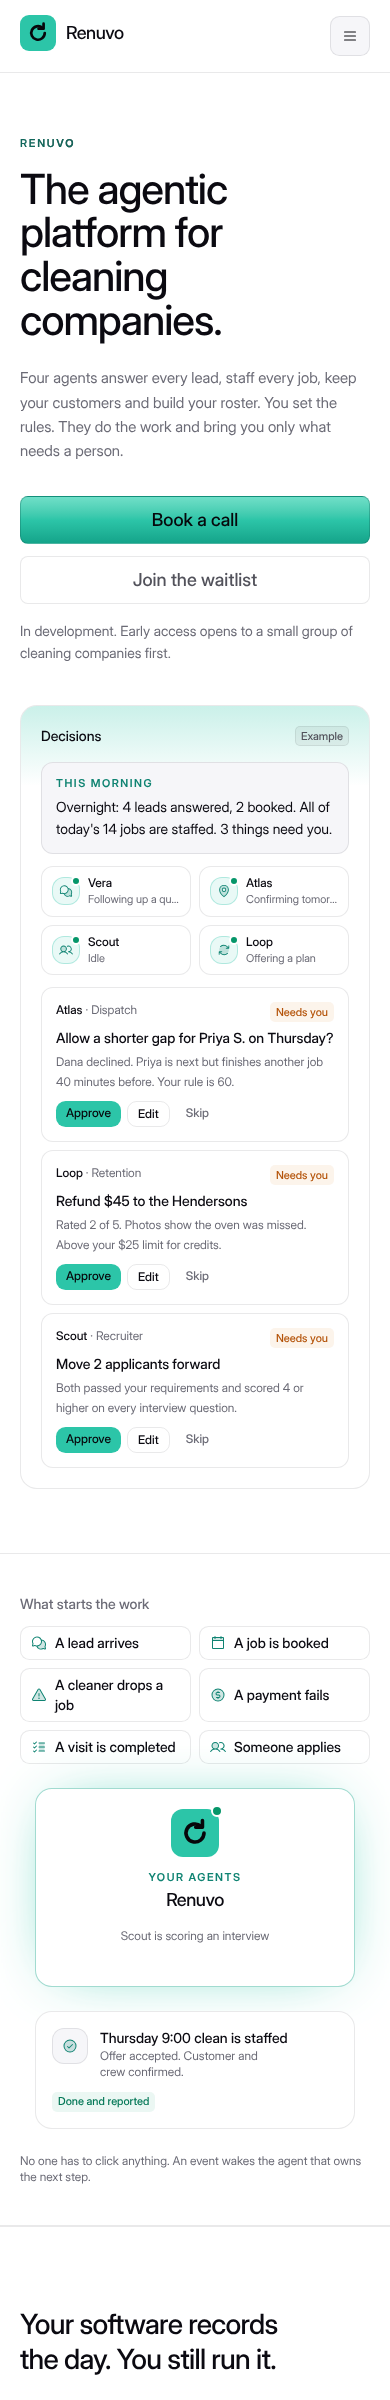 Renuvo
RENUVO
The agentic
platform for
cleaning
companies.
Four agents answer every lead, staff every job, keep
your customers and build your roster. You set the
rules. They do the work and bring you only what
needs a person.
Book a call
Join the waitlist
In development. Early access opens to a small group of
cleaning companies first.
Decisions
Example
THIS MORNING
Overnight: 4 leads answered, 2 booked. All of
today's 14 jobs are staffed. 3 things need you.
Vera
Following up a qu...
Atlas
Confirming tomor...
Scout
Idle
Loop
Offering a plan
Atlas · Dispatch
Needs you
Allow a shorter gap for Priya S. on Thursday?
Dana declined. Priya is next but finishes another job
40 minutes before. Your rule is 60.
Approve Edit Skip
Loop · Retention
Needs you
Refund $45 to the Hendersons
Rated 2 of 5. Photos show the oven was missed.
Above your $25 limit for credits.
Approve Edit Skip
Scout · Recruiter
Needs you
Move 2 applicants forward
Both passed your requirements and scored 4 or
higher on every interview question.
Approve Edit Skip
What starts the work
A lead arrives
A job is booked
A cleaner drops a
job
A payment fails
A visit is completed
Someone applies
YOUR AGENTS
Renuvo
Scout is scoring an interview
Thursday 9:00 clean is staffed
Offer accepted. Customer and
crew confirmed.
Done and reported
No one has to click anything. An event wakes the agent that owns
the next step.
Your software records
the day. You still run it.